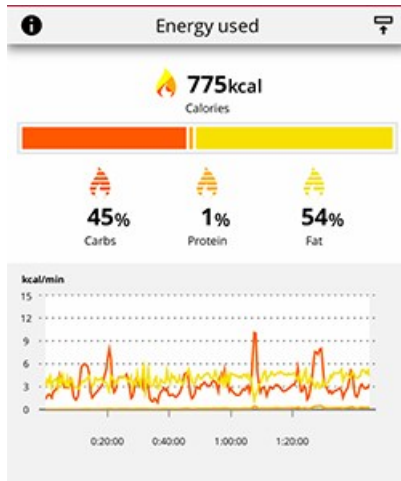 Energy used
775kcal
Calories
45% 1% 54%
Carbs Protein Fat
kcal/min
15
12
9
6
3
0
0:20:00 0:40:00 1:00:00 1:20:00